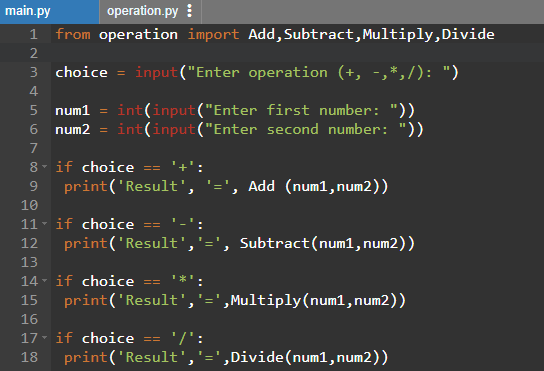 main.py operation.py
1 from operation import Add,Subtract,Multiply,Divide
2
3 choice = input("Enter operation (+, -,*,/): ")
4
5 num1 = int(input("Enter first number: "))
6 num2 = int(input("Enter second number: "))
7
8 if choice == '+':
9 print('Result', '=', Add (num1,num2))
10
11 if choice == '-':
12 print('Result','=', Subtract(num1,num2))
13
14 if choice == '*':
15 print('Result','=',Multiply(num1,num2))
16
17 if choice == '/':
18 print('Result','=',Divide(num1,num2))